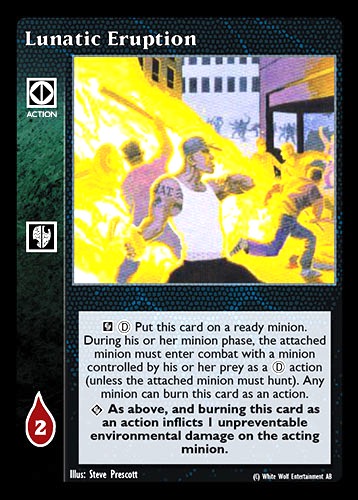 Lunatic Eruption
ACTION
Ⓓ Put this card on a ready minion.
During his or her minion phase, the attached
minion must enter combat with a minion
controlled by his or her prey as a Ⓓ action
(unless the attached minion must hunt). Any
minion can burn this card as an action.
As above, and burning this card as
an action inflicts 1 unpreventable
environmental damage on the acting
minion.
2
Illus: Steve Prescott
(C) White Wolf Entertainment AB